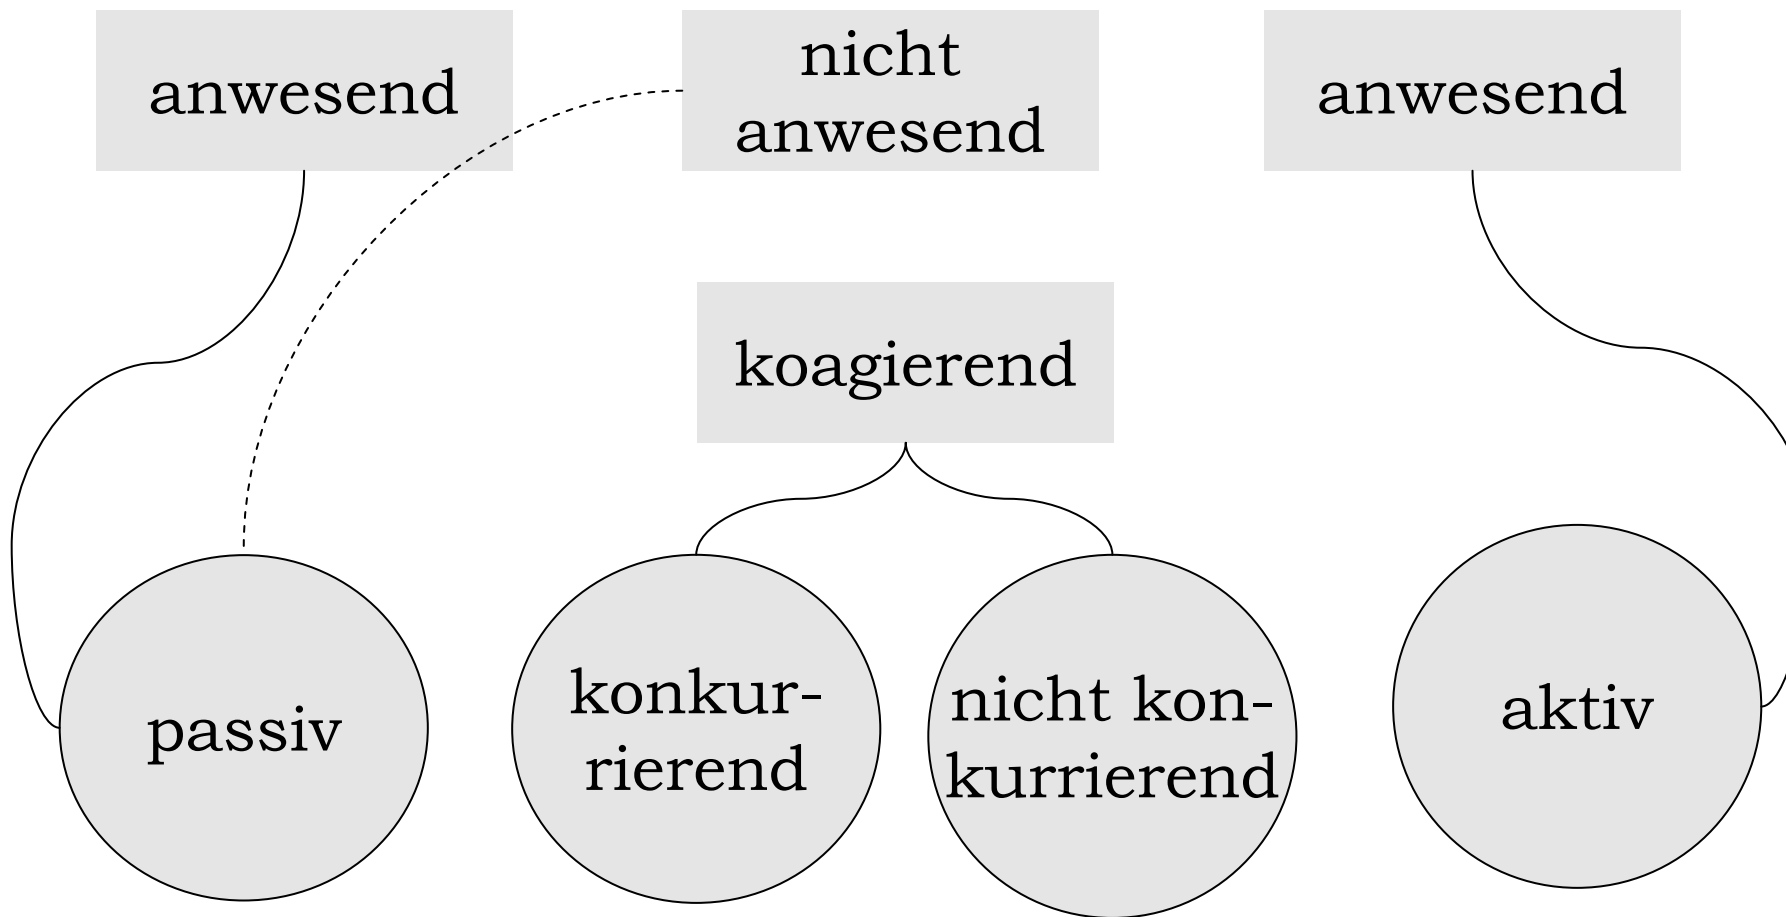 anwesend
nicht
anwesend
anwesend
koagierend
passiv
konkur-
rierend
nicht kon-
kurrierend
aktiv